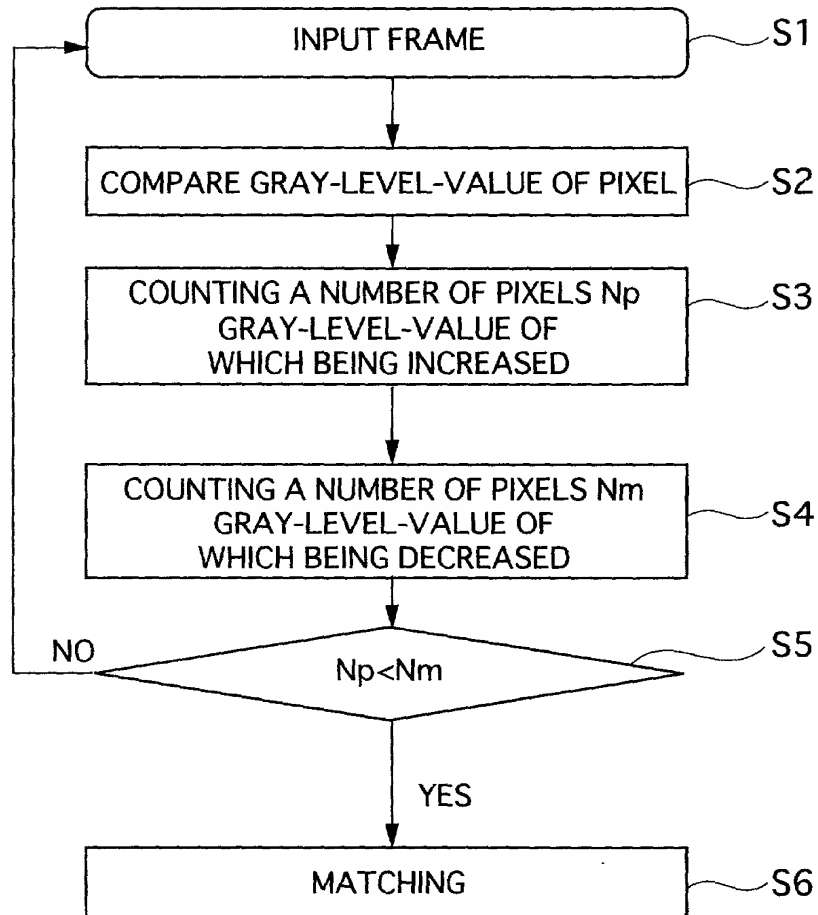 INPUT FRAME
S1
COMPARE GRAY-LEVEL-VALUE OF PIXEL
S2
COUNTING A NUMBER OF PIXELS Np
GRAY-LEVEL-VALUE OF
WHICH BEING INCREASED
S3
COUNTING A NUMBER OF PIXELS Nm
GRAY-LEVEL-VALUE OF
WHICH BEING DECREASED
S4
NO
Np<Nm
S5
YES
MATCHING
S6